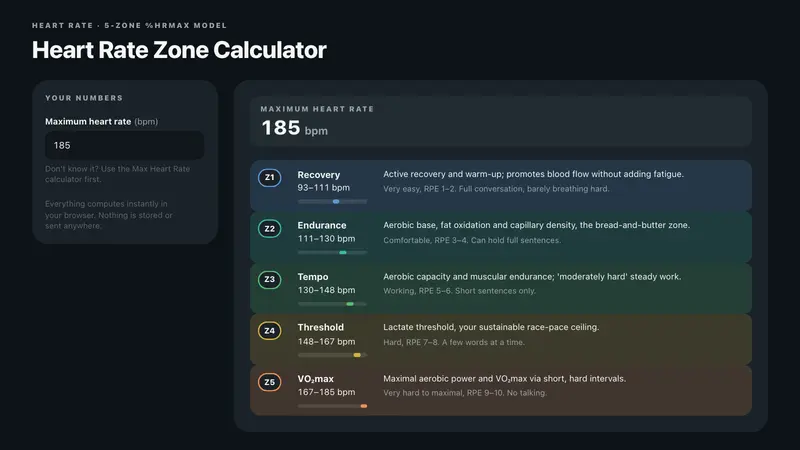 HEART RATE · 5-ZONE %HRMAX MODEL
Heart Rate Zone Calculator
YOUR NUMBERS
Maximum heart rate (bpm)
185
Don't know it? Use the Max Heart Rate
calculator first.
Everything computes instantly in
your browser. Nothing is stored or
sent anywhere.
MAXIMUM HEART RATE
185 bpm
Z1
Recovery
93–111 bpm
Active recovery and warm-up; promotes blood flow without adding fatigue.
Very easy, RPE 1–2. Full conversation, barely breathing hard.
Z2
Endurance
111–130 bpm
Aerobic base, fat oxidation and capillary density, the bread-and-butter zone.
Comfortable, RPE 3–4. Can hold full sentences.
Z3
Tempo
130–148 bpm
Aerobic capacity and muscular endurance; 'moderately hard' steady work.
Working, RPE 5–6. Short sentences only.
Z4
Threshold
148–167 bpm
Lactate threshold, your sustainable race-pace ceiling.
Hard, RPE 7–8. A few words at a time.
Z5
VO₂max
167–185 bpm
Maximal aerobic power and VO₂max via short, hard intervals.
Very hard to maximal, RPE 9–10. No talking.